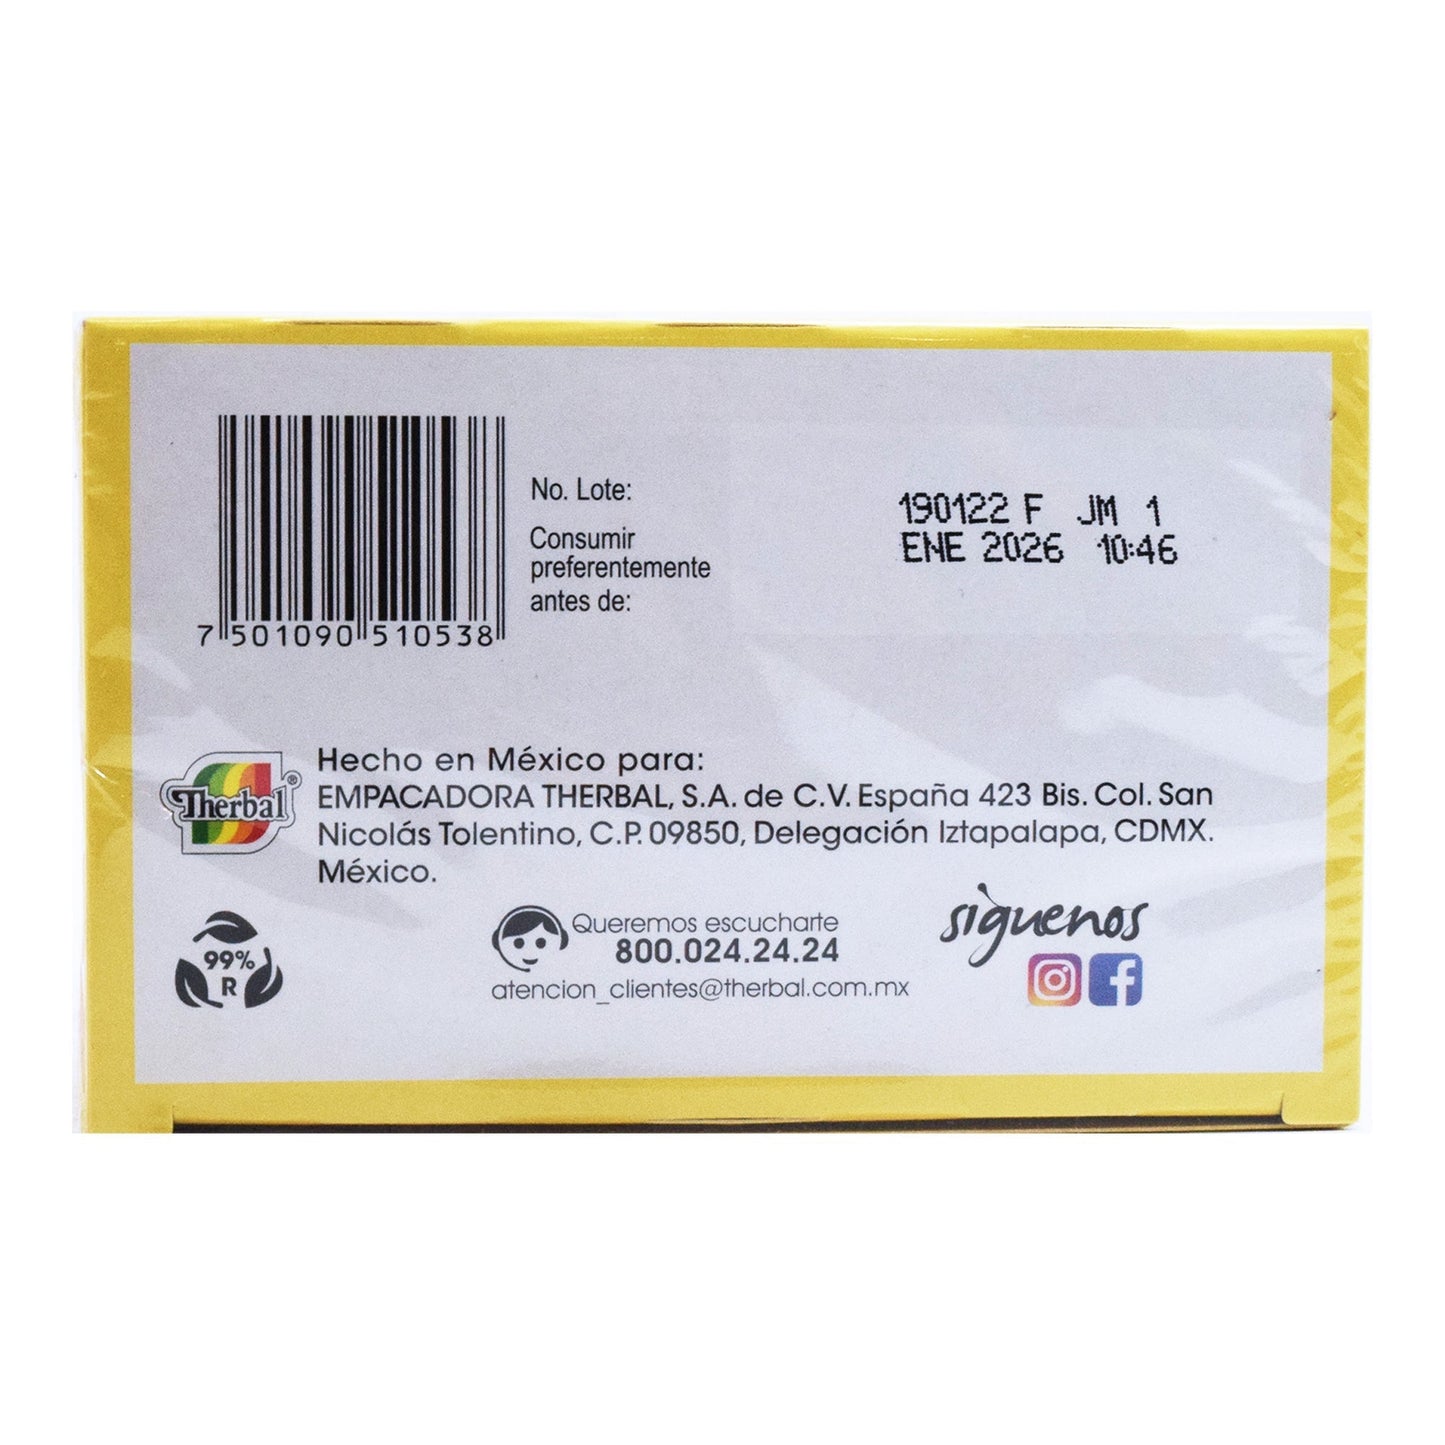 7 501090 510538
No. Lote:
Consumir
preferentemente
antes de:
190122 F JM 1
ENE 2026 10:46
Therbal®
Hecho en México para:
EMPACADORA THERBAL, S.A. de C.V. España 423 Bis. Col. San
Nicolás Tolentino, C.P. 09850, Delegación Iztapalapa, CDMX.
México.
99%
R
Queremos escucharte
800.024.24.24
atencion_clientes@therbal.com.mx
sìguenos
f